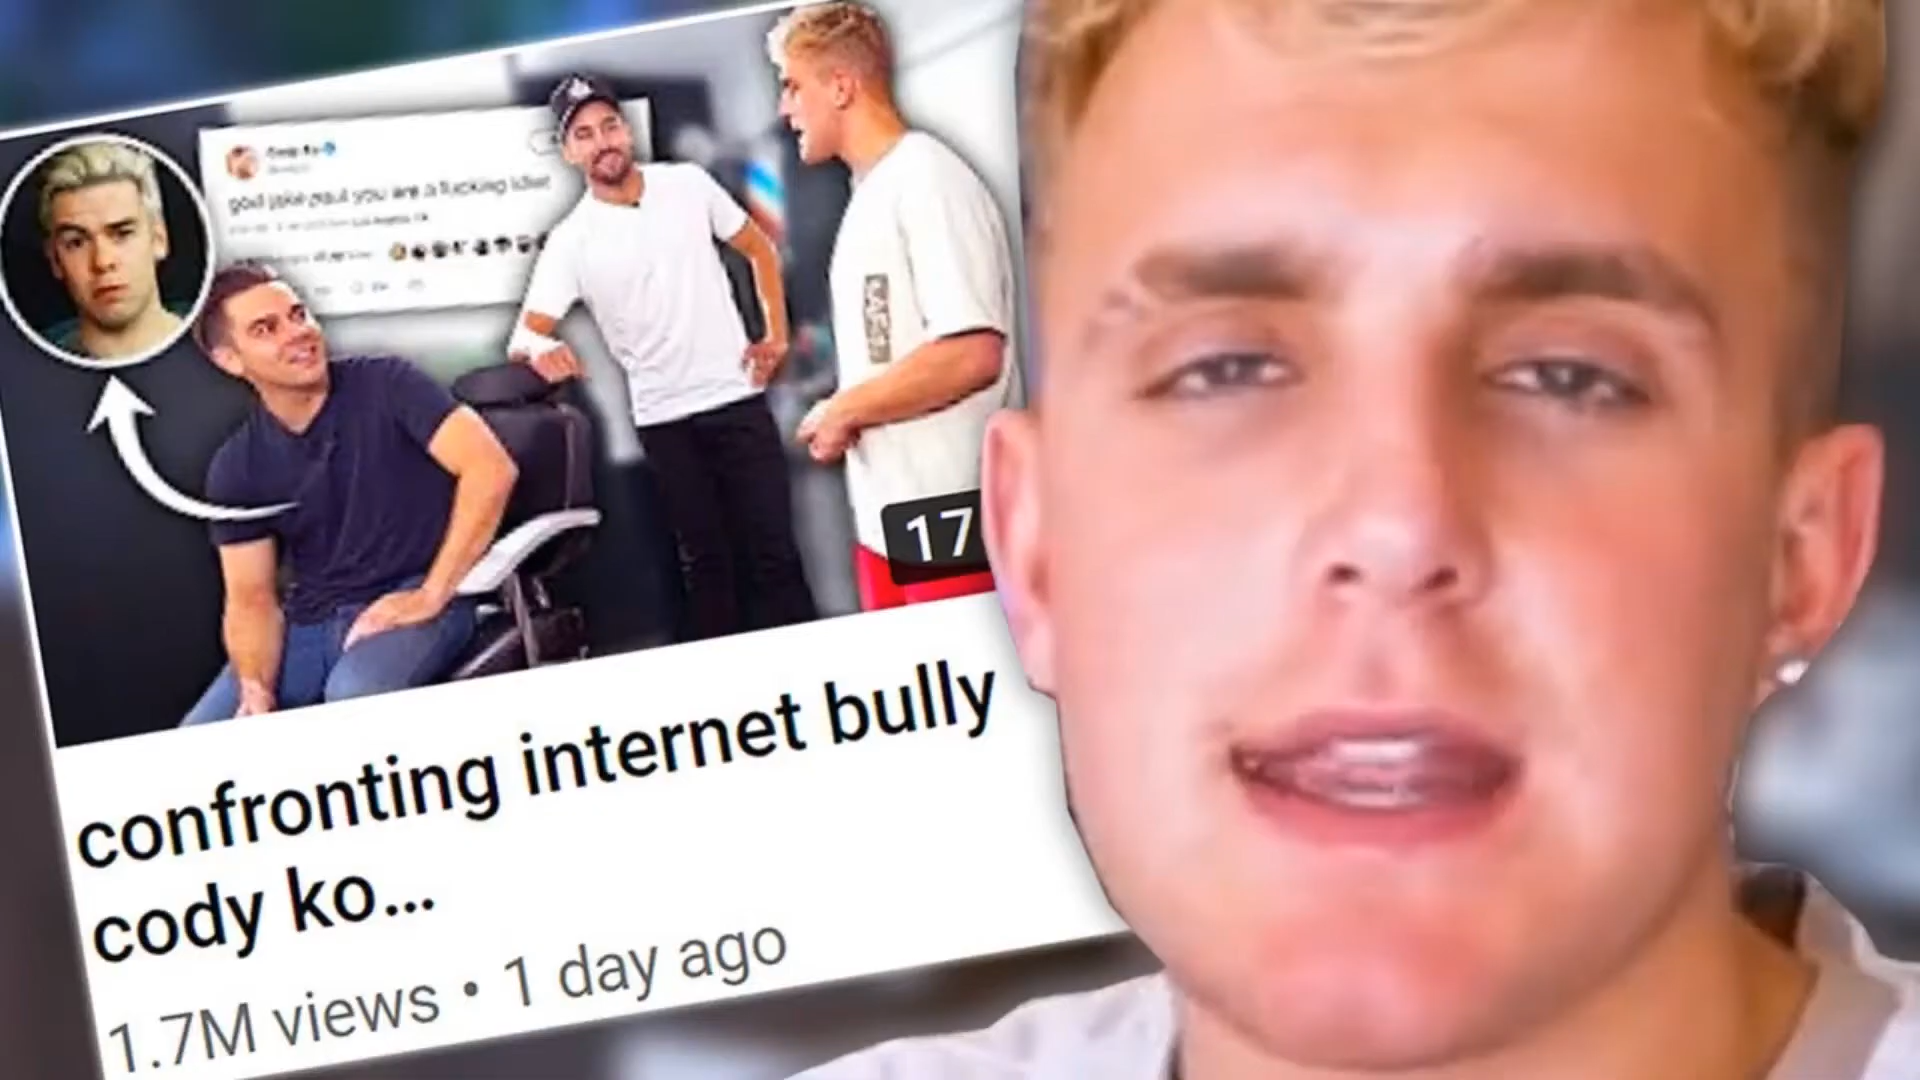 god jake paul you are a fucking idiot
17
confronting internet bully
cody ko...
1.7M views • 1 day ago